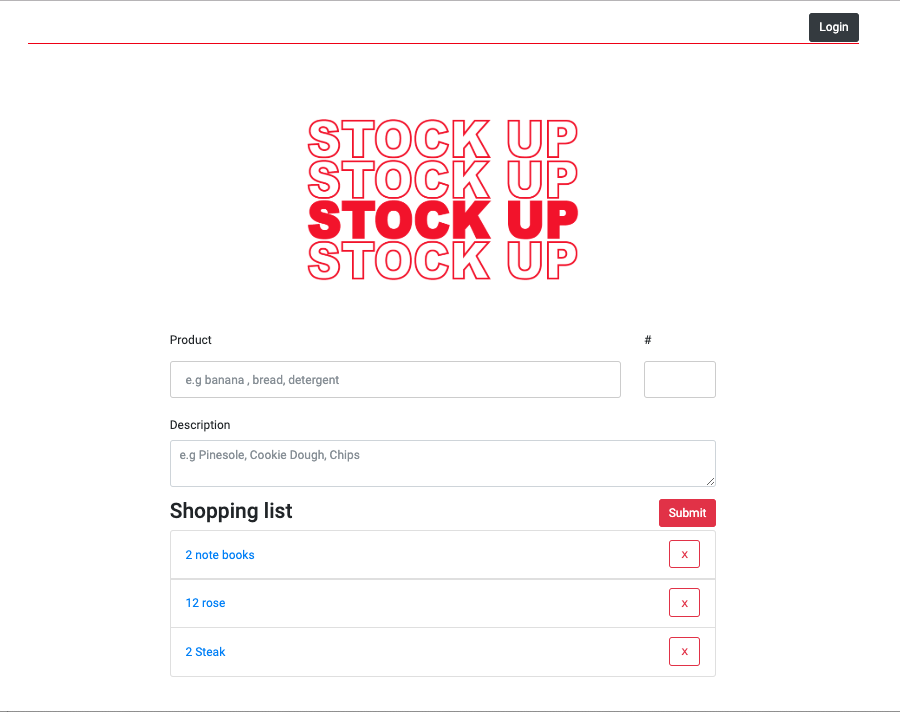 Login
STOCK UP
STOCK UP
STOCK UP
STOCK UP
Product #
e.g banana , bread, detergent
Description
e.g Pinesole, Cookie Dough, Chips
Shopping list Submit
2 note books x
12 rose x
2 Steak x